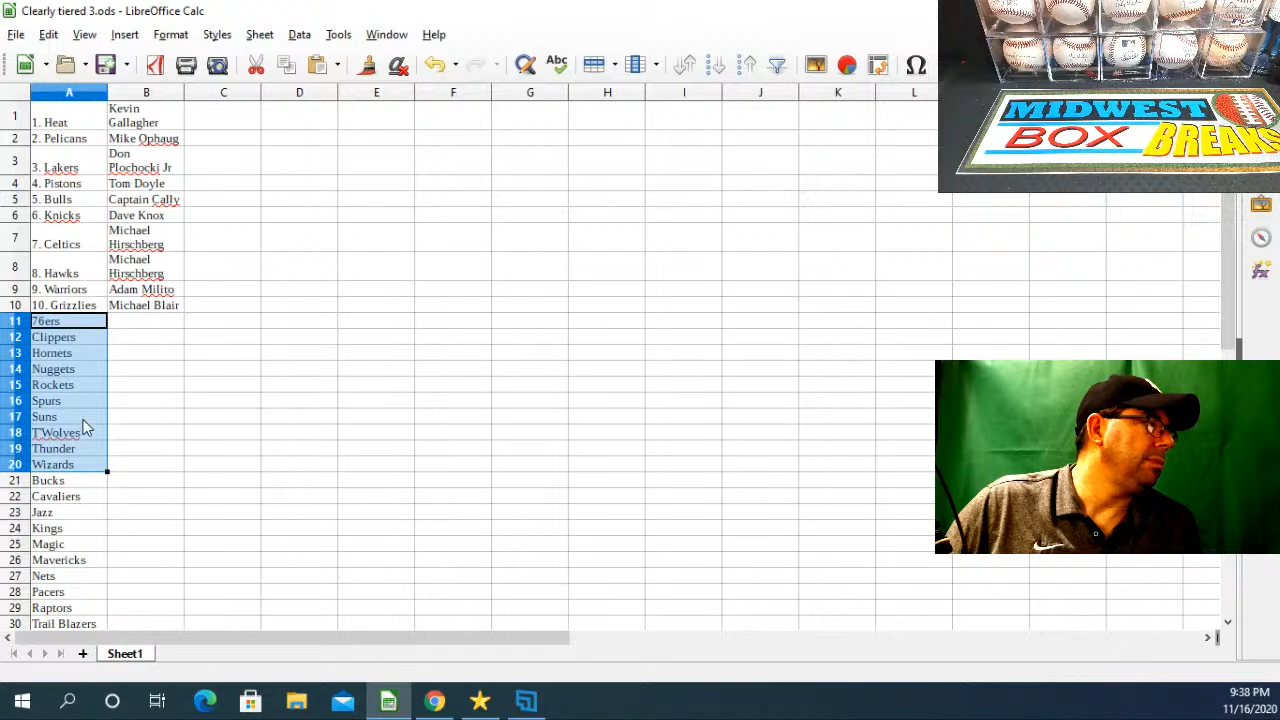 Clearly tiered 3.ods - LibreOffice Calc
File Edit View Insert Format Styles Sheet Data Tools Window Help
A B C D E F G H I J K L
1 1. Heat Kevin
Gallagher
2 2. Pelicans Mike Ophaug
3 3. Lakers Don
Plochocki Jr
4 4. Pistons Tom Doyle
5 5. Bulls Captain Cally
6 6. Knicks Dave Knox
7 7. Celtics Michael
Hirschberg
8 8. Hawks Michael
Hirschberg
9 9. Warriors Adam Milito
10 10. Grizzlies Michael Blair
11 76ers
12 Clippers
13 Hornets
14 Nuggets
15 Rockets
16 Spurs
17 Suns
18 T'Wolves
19 Thunder
20 Wizards
21 Bucks
22 Cavaliers
23 Jazz
24 Kings
25 Magic
26 Mavericks
27 Nets
28 Pacers
29 Raptors
30 Trail Blazers
Sheet1
MIDWEST
BOX BREAKS
9:38 PM
11/16/2020